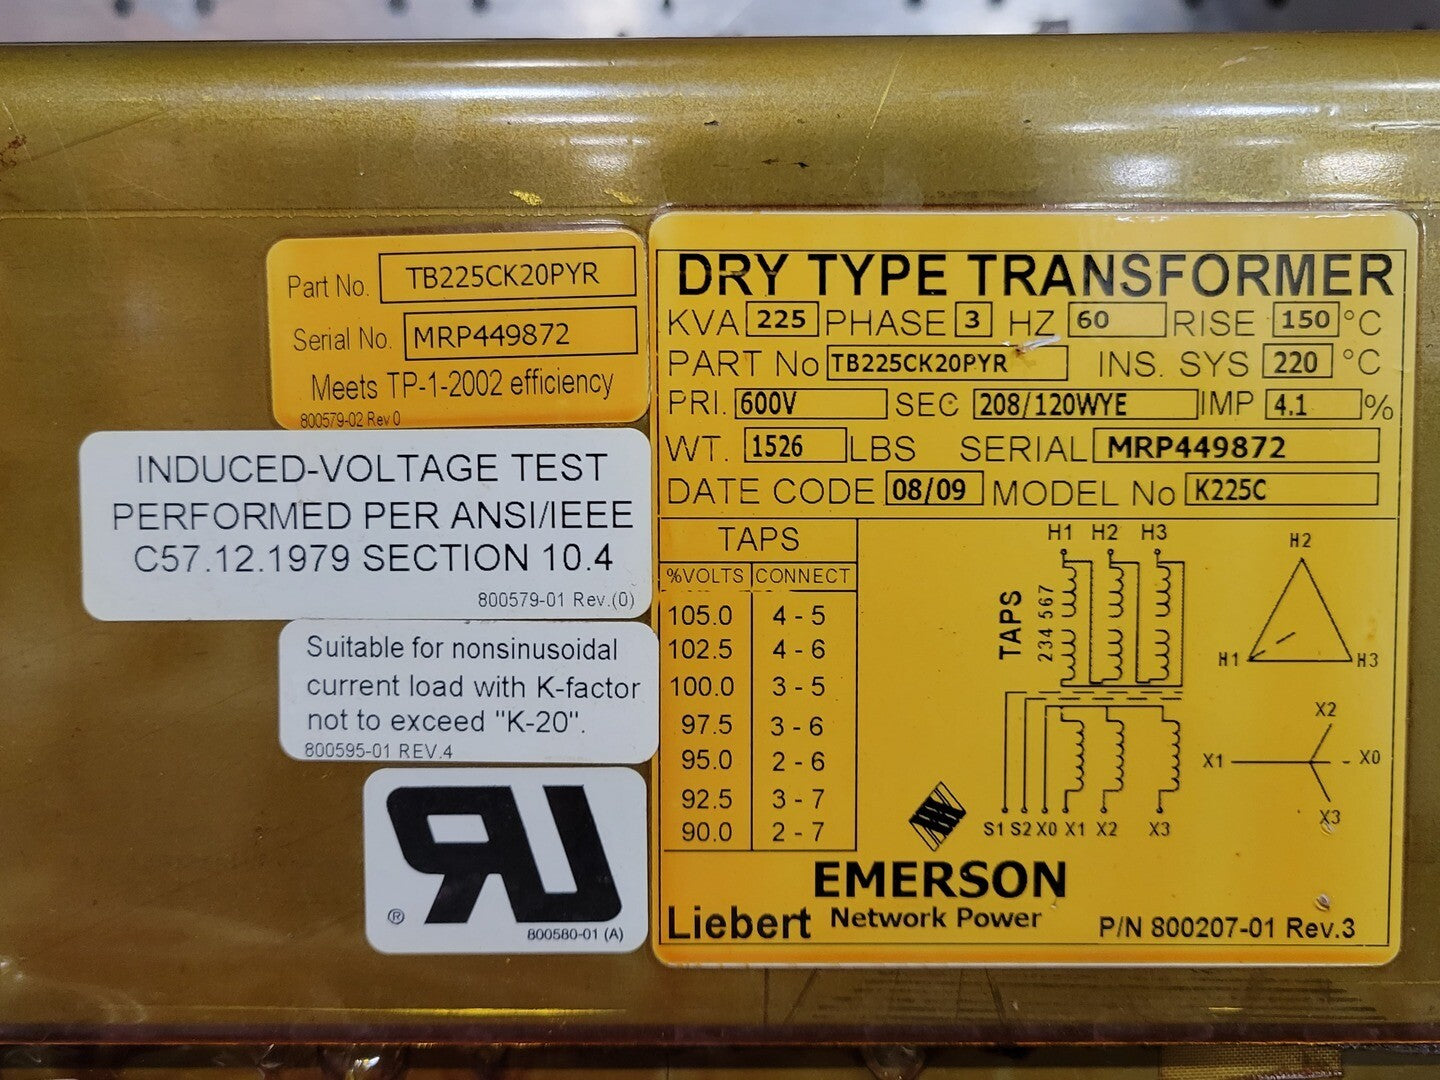 Part No. TB225CK20PYR
Serial No. MRP449872
Meets TP-1-2002 efficiency
800579-02 Rev 0
INDUCED-VOLTAGE TEST
PERFORMED PER ANSI/IEEE
C57.12.1979 SECTION 10.4
800579-01 Rev.(0)
Suitable for nonsinusoidal
current load with K-factor
not to exceed "K-20".
800595-01 REV.4
UR
®
800580-01 (A)
DRY TYPE TRANSFORMER
KVA 225 PHASE 3 HZ 60 RISE 150 °C
PART No TB225CK20PYR INS. SYS 220 °C
PRI. 600V SEC 208/120WYE IMP 4.1 %
WT. 1526 LBS SERIAL MRP449872
DATE CODE 08/09 MODEL No K225C
TAPS
%VOLTS CONNECT
105.0 4 - 5
102.5 4 - 6
100.0 3 - 5
97.5 3 - 6
95.0 2 - 6
92.5 3 - 7
90.0 2 - 7
H1 H2 H3
TAPS
2 3 4 5 6 7
S1 S2 X0 X1 X2 X3
H2
H1 H3
X2
X1 X0
X3
EMERSON
Liebert Network Power
P/N 800207-01 Rev.3